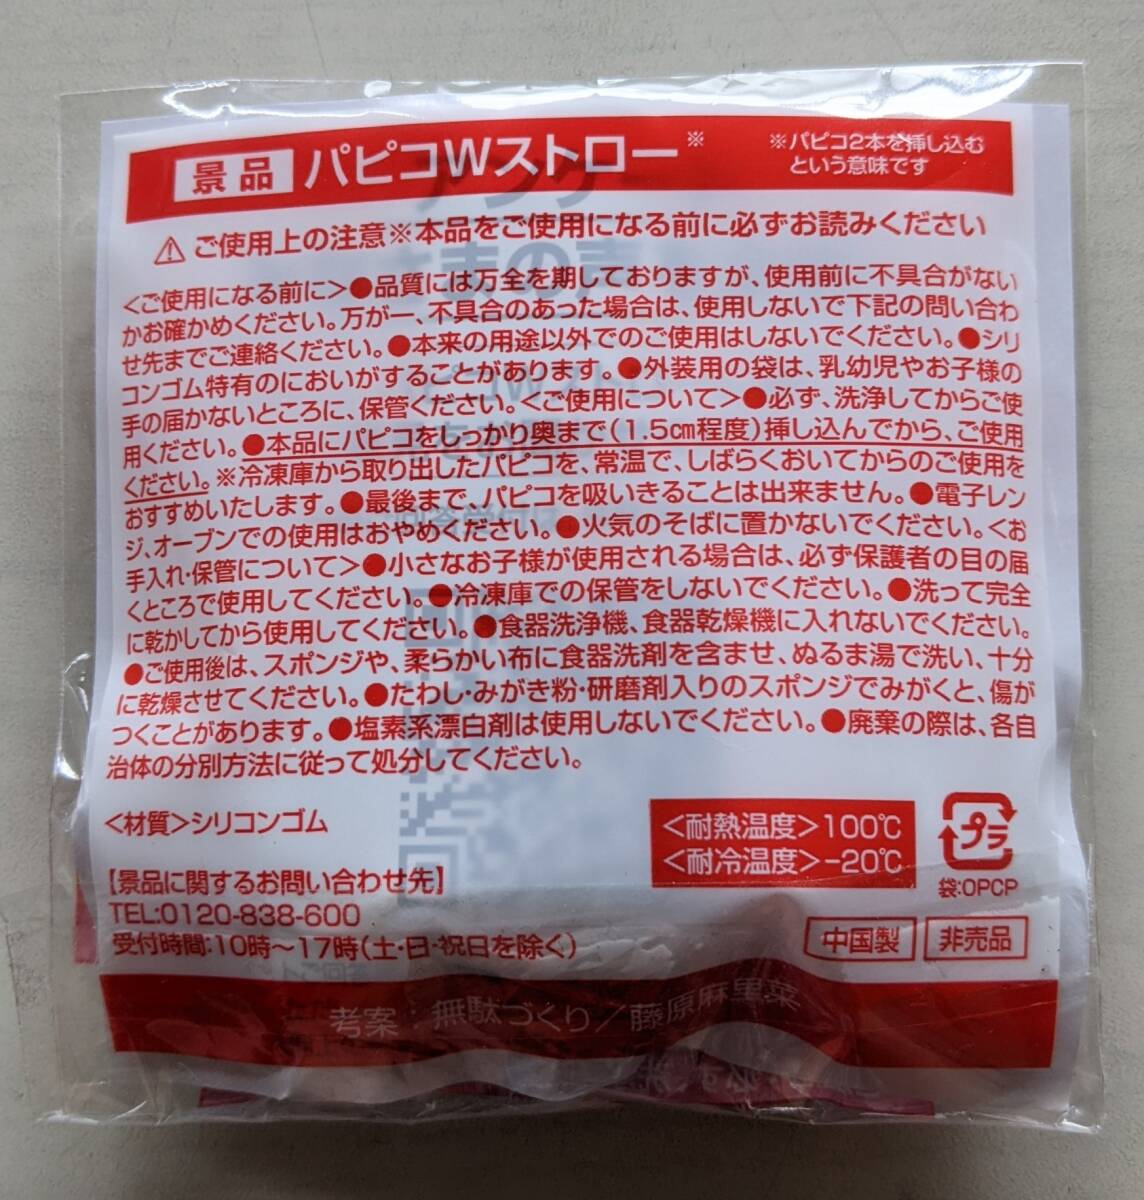 景品 パピコWストロー※
※パピコ2本を挿し込む
という意味です
⚠ご使用上の注意※本品をご使用になる前に必ずお読みください
<ご使用になる前に>●品質には万全を期しておりますが、使用前に不具合がない
かお確かめください。万が一、不具合のあった場合は、使用しないで下記の問い合わ
せ先までご連絡ください。●本来の用途以外でのご使用はしないでください。●シリ
コンゴム特有のにおいがすることがあります。●外装用の袋は、乳幼児やお子様の
手の届かないところに、保管ください。<ご使用について>●必ず、洗浄してからご使
用ください。●本品にパピコをしっかり奥まで(1.5cm程度)挿し込んでから、ご使用
ください。※冷凍庫から取り出したパピコを、常温で、しばらくおいてからのご使用を
おすすめいたします。●最後まで、パピコを吸いきることは出来ません。●電子レン
ジ、オーブンでの使用はおやめください。●火気のそばに置かないでください。<お
手入れ・保管について>●小さなお子様が使用される場合は、必ず保護者の目の届
くところで使用してください。●冷凍庫での保管をしないでください。●洗って完全
に乾かしてから使用してください。●食器洗浄機、食器乾燥機に入れないでください。
●ご使用後は、スポンジや、柔らかい布に食器洗剤を含ませ、ぬるま湯で洗い、十分
に乾燥させてください。●たわし・みがき粉・研磨剤入りのスポンジでみがくと、傷が
つくことがあります。●塩素系漂白剤は使用しないでください。●廃棄の際は、各自
治体の分別方法に従って処分してください。
<材質>シリコンゴム
<耐熱温度>100℃
<耐冷温度>-20℃
プラ
袋:OPCP
【景品に関するお問い合わせ先】
TEL:0120-838-600
受付時間:10時～17時(土・日・祝日を除く)
中国製 非売品
考案：無駄づくり／藤原麻里菜